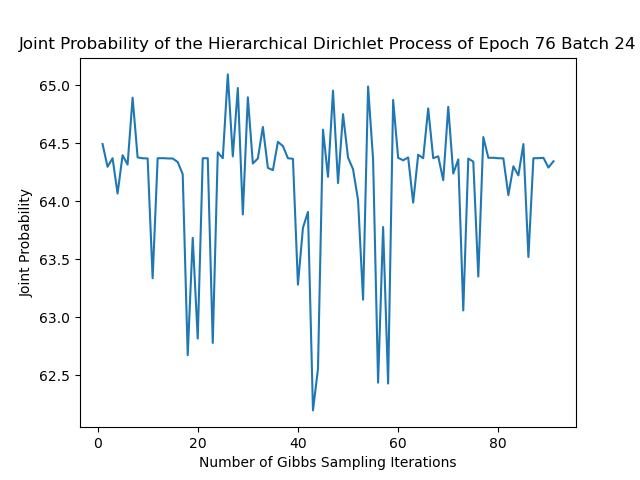 Joint Probability of the Hierarchical Dirichlet Process of Epoch 76 Batch 24
65.0
64.5
64.0
63.5
63.0
62.5
Joint Probability
0 20 40 60 80
Number of Gibbs Sampling Iterations